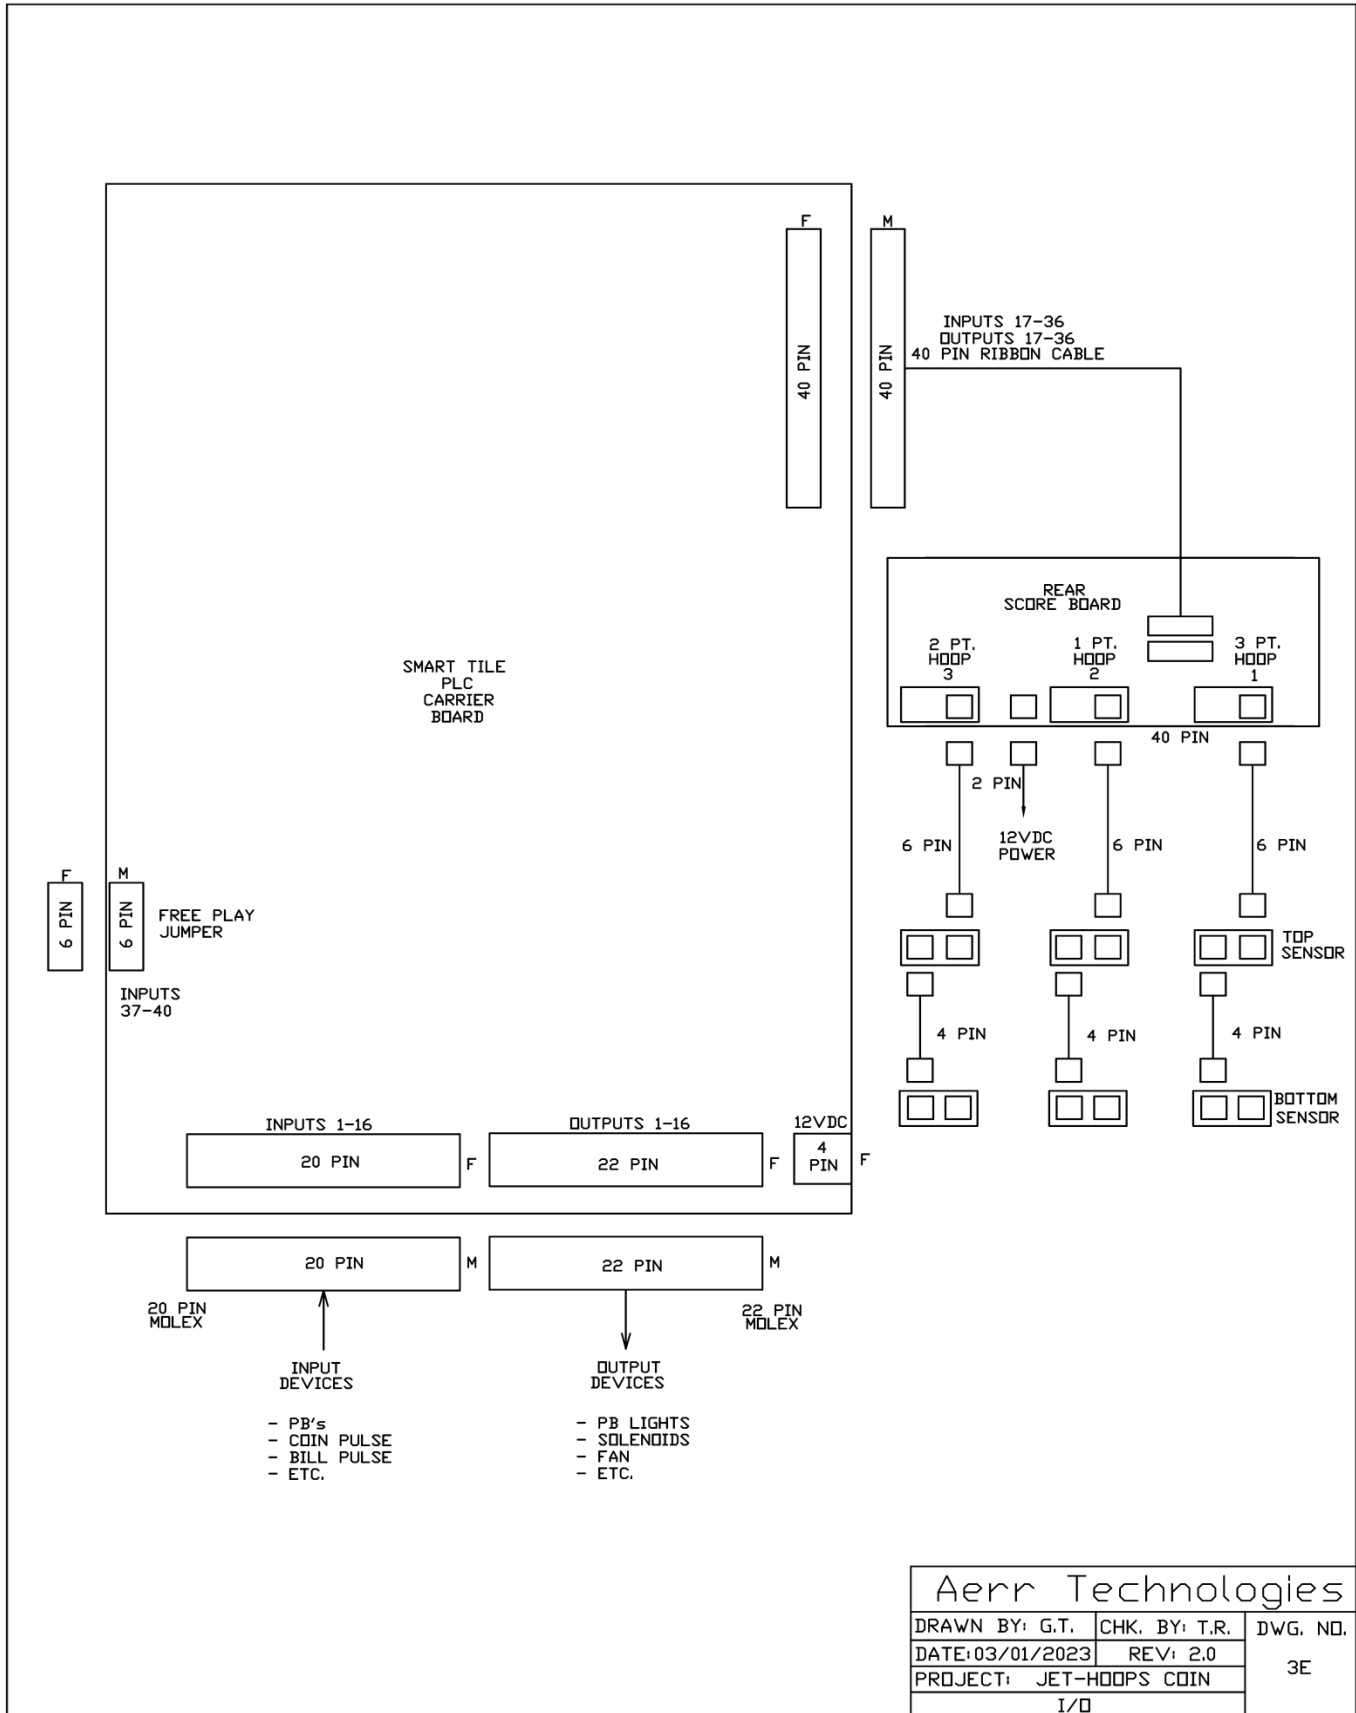 F
M
40 PIN
40 PIN
INPUTS 17-36
OUTPUTS 17-36
40 PIN RIBBON CABLE
REAR
SCORE BOARD
2 PT.
HOOP
3
1 PT.
HOOP
2
3 PT.
HOOP
1
40 PIN
SMART TILE
PLC
CARRIER
BOARD
2 PIN
12VDC
POWER
6 PIN
6 PIN
6 PIN
F
M
6 PIN
6 PIN
FREE PLAY
JUMPER
INPUTS
37-40
TOP
SENSOR
4 PIN
4 PIN
4 PIN
BOTTOM
SENSOR
INPUTS 1-16
20 PIN
F
OUTPUTS 1-16
22 PIN
F
12VDC
4
PIN
F
20 PIN
M
22 PIN
M
20 PIN
MOLEX
22 PIN
MOLEX
INPUT
DEVICES
- PB's
- COIN PULSE
- BILL PULSE
- ETC.
OUTPUT
DEVICES
- PB LIGHTS
- SOLENOIDS
- FAN
- ETC.
Aerr Technologies
DRAWN BY: G.T.
CHK. BY: T.R.
DWG. NO.
DATE:03/01/2023
REV: 2.0
3E
PROJECT: JET-HOOPS COIN
I/O